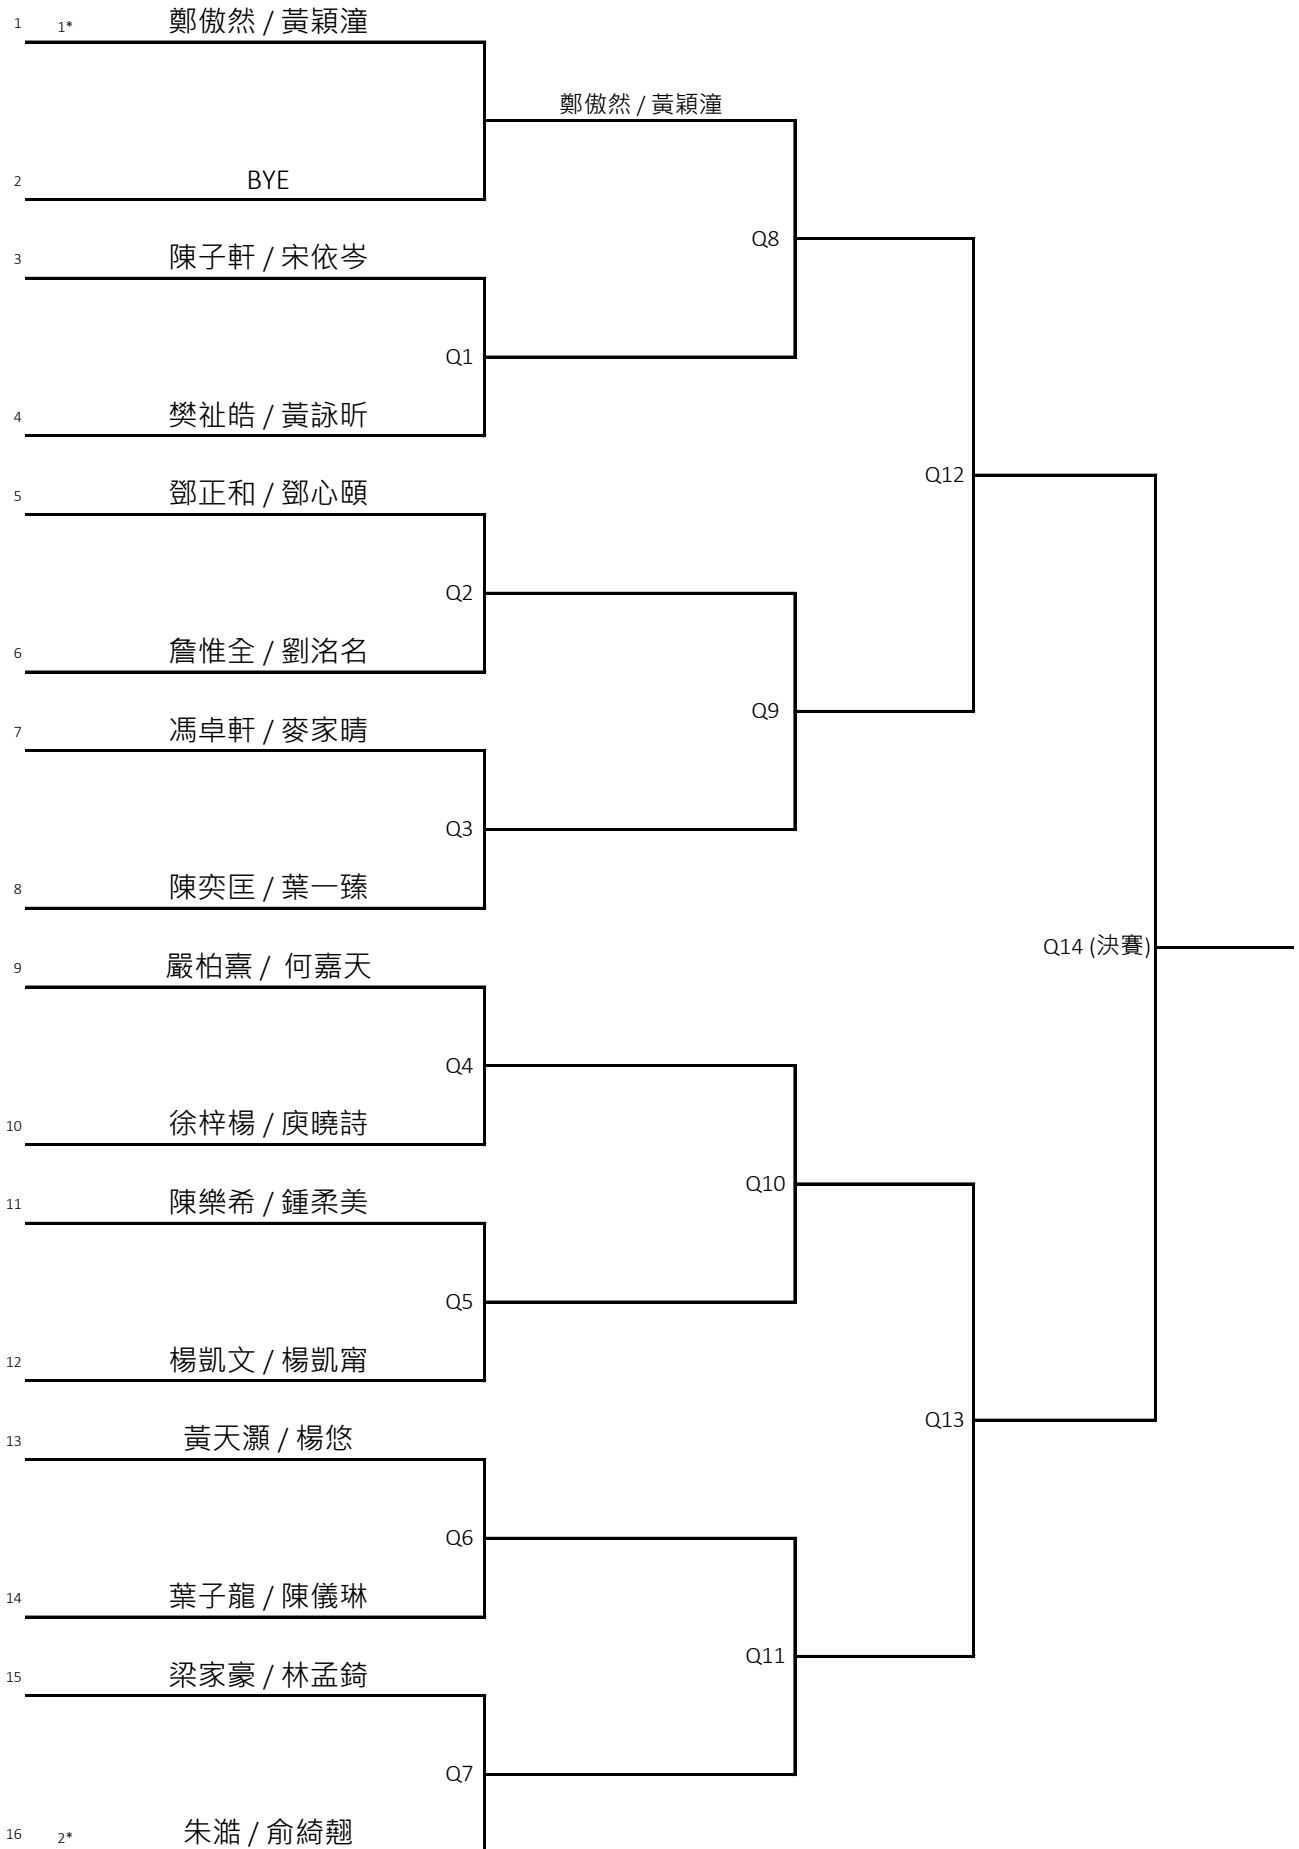 1 1* 鄭傲然 / 黃穎潼
鄭傲然 / 黃穎潼
2 BYE
Q8
3 陳子軒 / 宋依岑
Q1
4 樊祉皓 / 黃詠昕
Q12
5 鄧正和 / 鄧心頤
Q2
6 詹惟全 / 劉洺名
Q9
7 馮卓軒 / 麥家晴
Q3
8 陳奕匡 / 葉一臻
Q14 (決賽)
9 嚴柏熹 / 何嘉天
Q4
10 徐梓楊 / 庾曉詩
Q10
11 陳樂希 / 鍾柔美
Q5
12 楊凱文 / 楊凱甯
Q13
13 黃天灝 / 楊悠
Q6
14 葉子龍 / 陳儀琳
Q11
15 梁家豪 / 林孟錡
Q7
16 2* 朱澔 / 俞綺翹